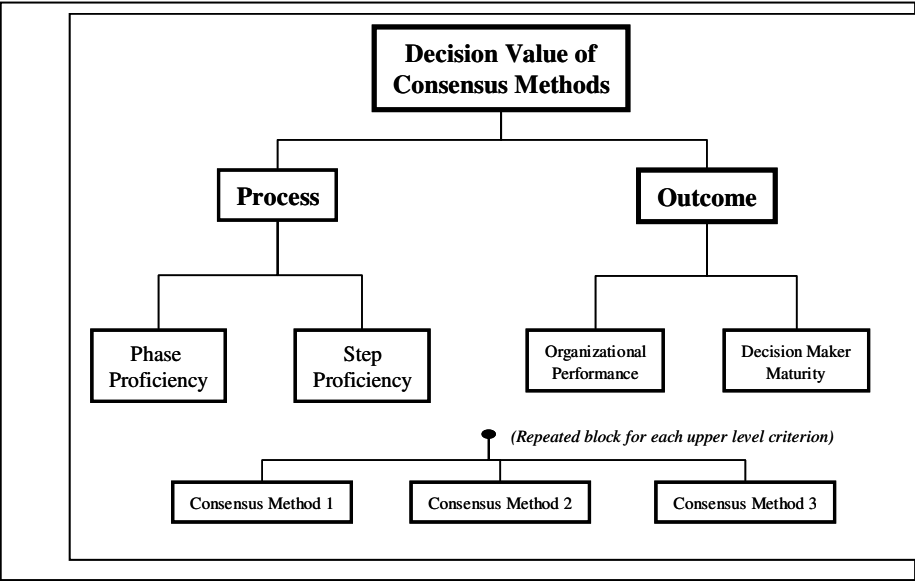 Decision Value of
Consensus Methods
Process
Outcome
Phase
Proficiency
Step
Proficiency
Organizational
Performance
Decision Maker
Maturity
(Repeated block for each upper level criterion)
Consensus Method 1
Consensus Method 2
Consensus Method 3